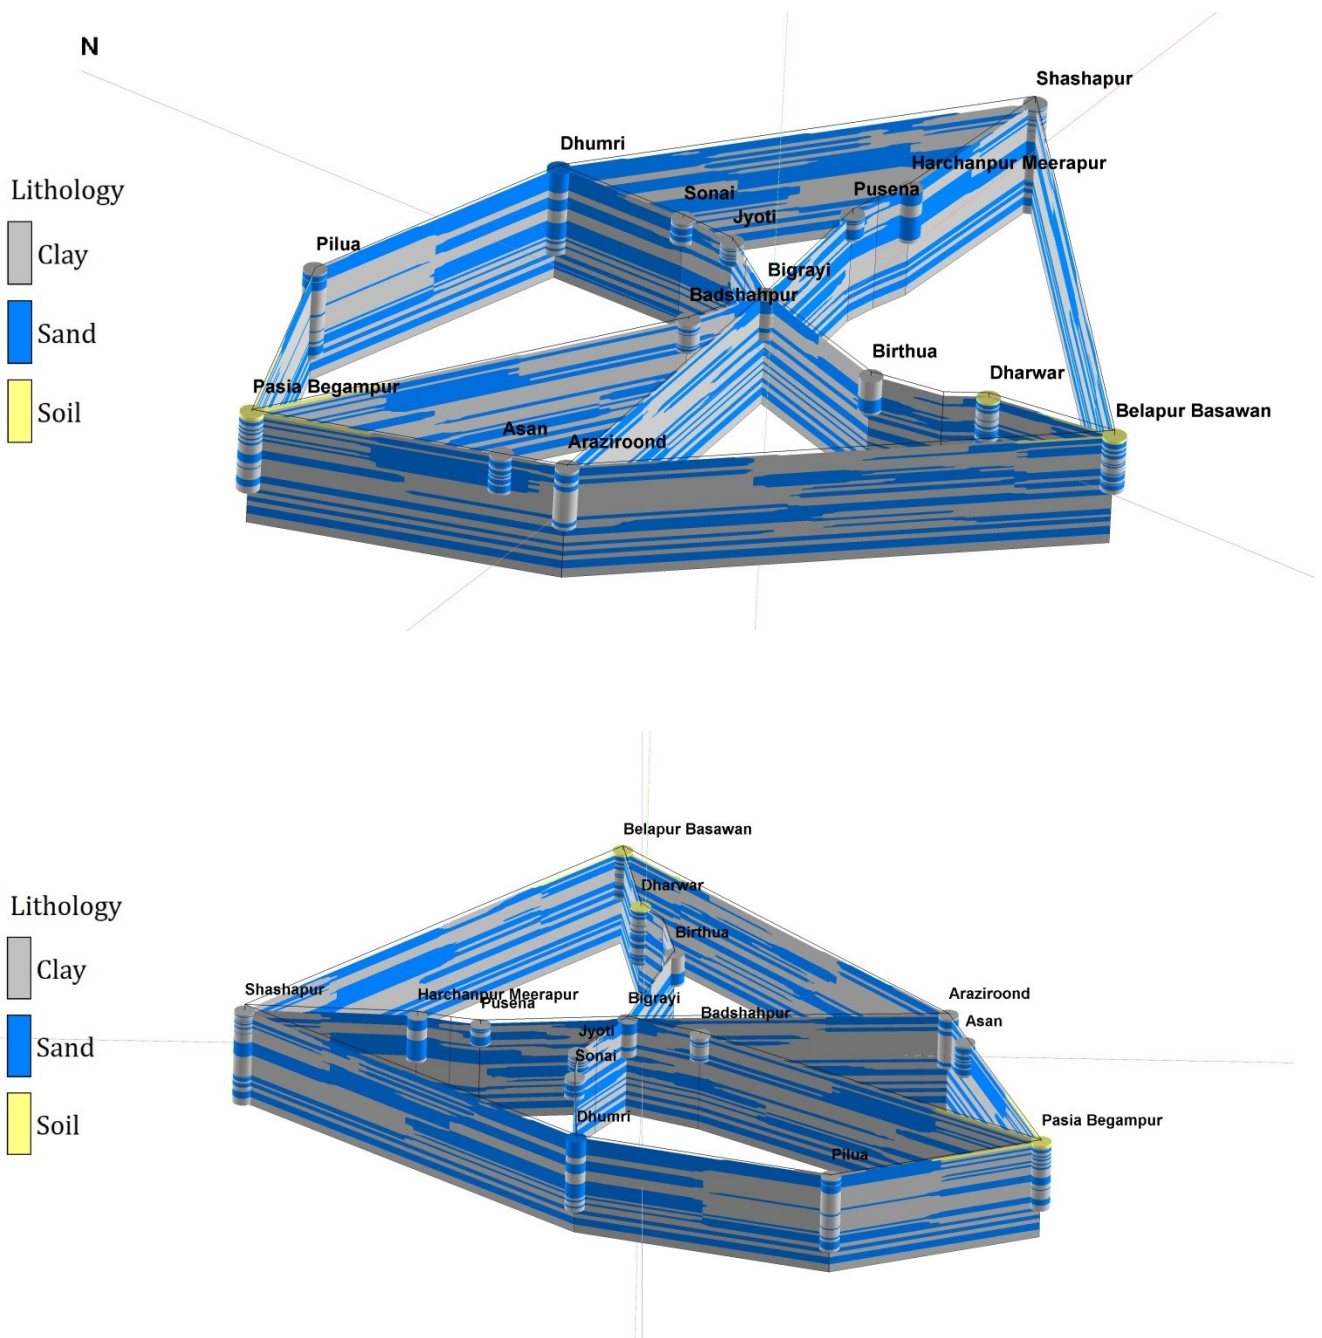 N
Shashapur
Dhumri
Harchanpur Meerapur
Lithology
Sonai
Pusena
Jyoti
Clay
Pilua
Bigrayi
Badshahpur
Sand
Birthua
Dharwar
Pasia Begampur
Belapur Basawan
Soil
Asan
Araziroond
Belapur Basawan
Dharwar
Lithology
Birthua
Clay
Shashapur
Harchanpur Meerapur
Pusena
Bigrayi
Badshahpur
Araziroond
Asan
Jyoti
Sand
Sonai
Dhumri
Pasia Begampur
Soil
Pilua